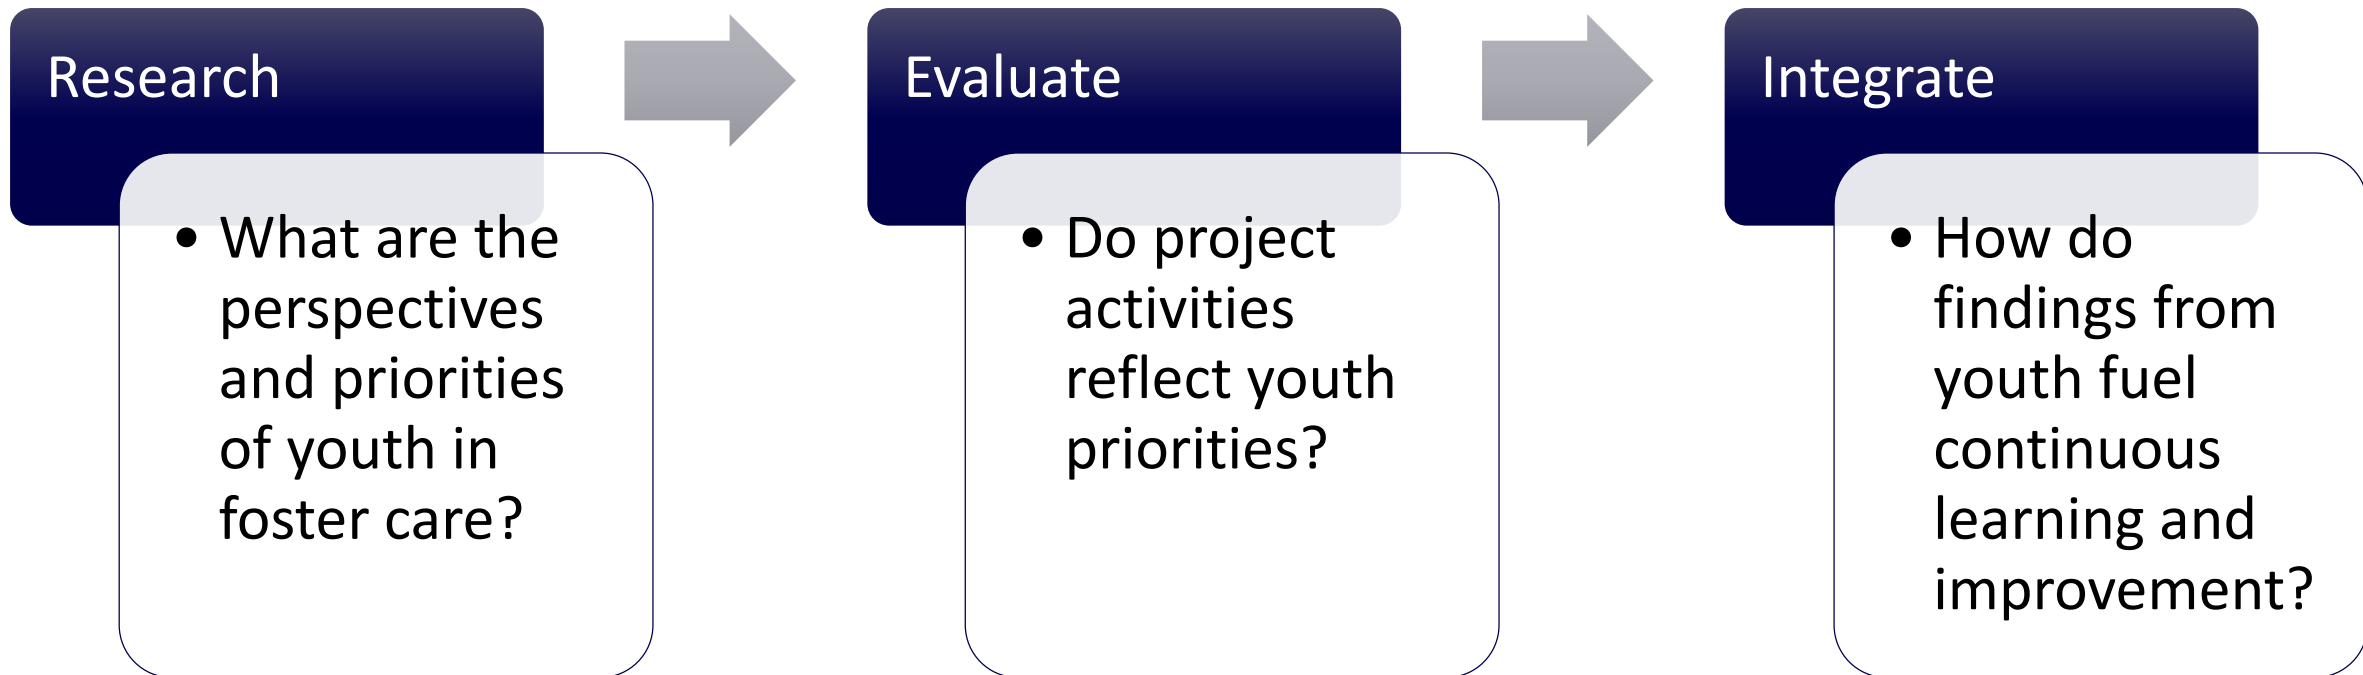 Research
• What are the
perspectives
and priorities
of youth in
foster care?
Evaluate
• Do project
activities
reflect youth
priorities?
Integrate
• How do
findings from
youth fuel
continuous
learning and
improvement?